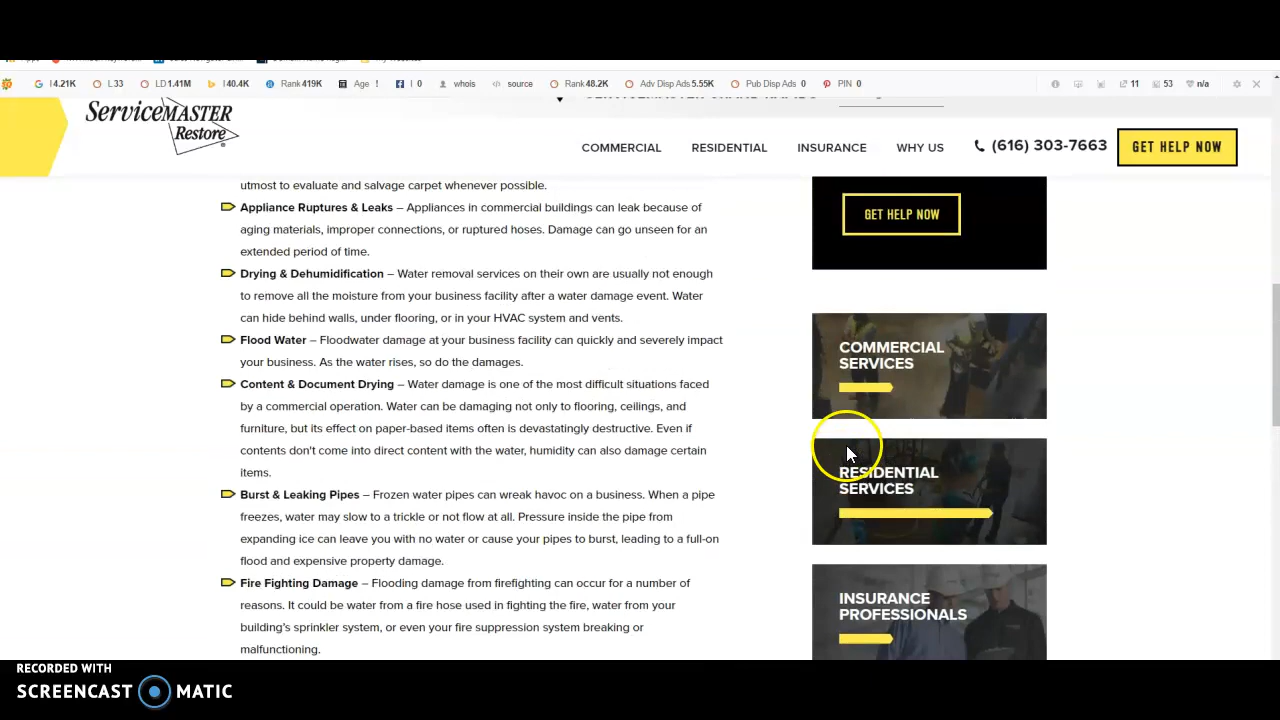 I 4.21K L 33 LD 1.41M I 40.4K Rank 419K Age ! I 0 whois source Rank 48.2K Adv Disp Ads 5.55K Pub Disp Ads 0 PIN 0 11 53 n/a
SERVICEMASTER
Restore
COMMERCIAL RESIDENTIAL INSURANCE WHY US (616) 303-7663 GET HELP NOW
utmost to evaluate and salvage carpet whenever possible.
Appliance Ruptures & Leaks – Appliances in commercial buildings can leak because of
aging materials, improper connections, or ruptured hoses. Damage can go unseen for an
extended period of time.
Drying & Dehumidification – Water removal services on their own are usually not enough
to remove all the moisture from your business facility after a water damage event. Water
can hide behind walls, under flooring, or in your HVAC system and vents.
Flood Water – Floodwater damage at your business facility can quickly and severely impact
your business. As the water rises, so do the damages.
Content & Document Drying – Water damage is one of the most difficult situations faced
by a commercial operation. Water can be damaging not only to flooring, ceilings, and
furniture, but its effect on paper-based items often is devastatingly destructive. Even if
contents don't come into direct content with the water, humidity can also damage certain
items.
Burst & Leaking Pipes – Frozen water pipes can wreak havoc on a business. When a pipe
freezes, water may slow to a trickle or not flow at all. Pressure inside the pipe from
expanding ice can leave you with no water or cause your pipes to burst, leading to a full-on
flood and expensive property damage.
Fire Fighting Damage – Flooding damage from firefighting can occur for a number of
reasons. It could be water from a fire hose used in fighting the fire, water from your
building's sprinkler system, or even your fire suppression system breaking or
malfunctioning.
GET HELP NOW
COMMERCIAL
SERVICES
RESIDENTIAL
SERVICES
INSURANCE
PROFESSIONALS
RECORDED WITH
SCREENCAST MATIC